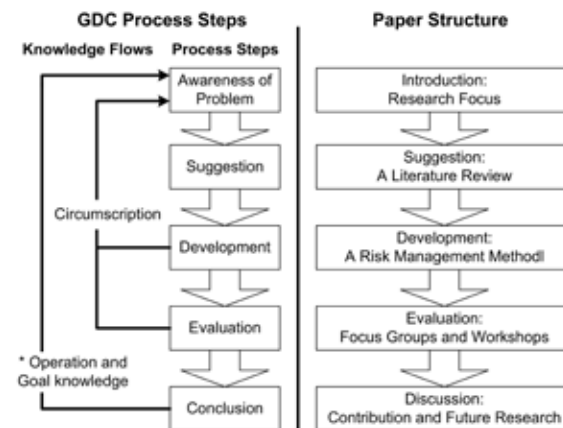 GDC Process Steps
Knowledge Flows
Process Steps
Awareness of
Problem
Suggestion
Circumscription
Development
Evaluation
* Operation and
Goal knowledge
Conclusion
Paper Structure
Introduction:
Research Focus
Suggestion:
A Literature Review
Development:
A Risk Management Methodl
Evaluation:
Focus Groups and Workshops
Discussion:
Contribution and Future Research